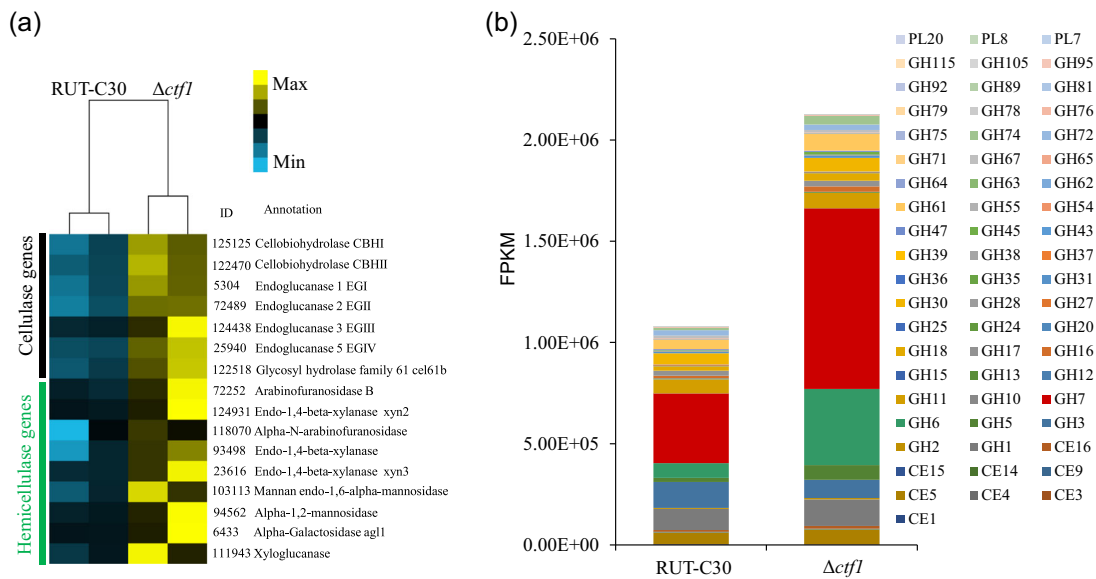 (a)
RUT-C30 Δctf1
Max
Min
ID Annotation
Cellulase genes
125125 Cellobiohydrolase CBHI
122470 Cellobiohydrolase CBHII
5304 Endoglucanase 1 EGI
72489 Endoglucanase 2 EGII
124438 Endoglucanase 3 EGIII
25940 Endoglucanase 5 EGIV
122518 Glycosyl hydrolase family 61 cel61b
Hemicellulase genes
72252 Arabinofuranosidase B
124931 Endo-1,4-beta-xylanase xyn2
118070 Alpha-N-arabinofuranosidase
93498 Endo-1,4-beta-xylanase
23616 Endo-1,4-beta-xylanase xyn3
103113 Mannan endo-1,6-alpha-mannosidase
94562 Alpha-1,2-mannosidase
6433 Alpha-Galactosidase agl1
111943 Xyloglucanase
(b)
FPKM
2.50E+06
2.00E+06
1.50E+06
1.00E+06
5.00E+05
0.00E+00
RUT-C30 Δctf1
PL20 PL8 PL7
GH115 GH105 GH95
GH92 GH89 GH81
GH79 GH78 GH76
GH75 GH74 GH72
GH71 GH67 GH65
GH64 GH63 GH62
GH61 GH55 GH54
GH47 GH45 GH43
GH39 GH38 GH37
GH36 GH35 GH31
GH30 GH28 GH27
GH25 GH24 GH20
GH18 GH17 GH16
GH15 GH13 GH12
GH11 GH10 GH7
GH6 GH5 GH3
GH2 GH1 CE16
CE15 CE14 CE9
CE5 CE4 CE3
CE1